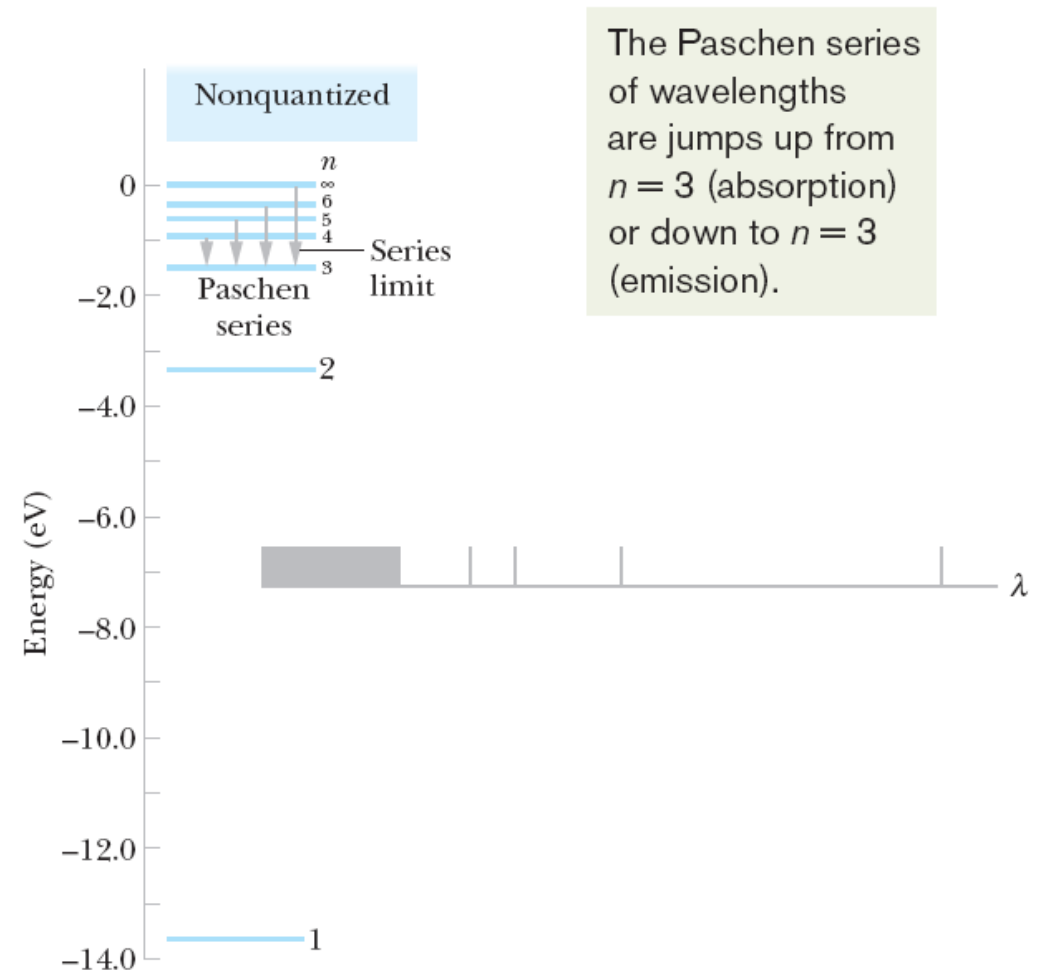 The Paschen series
of wavelengths
are jumps up from
n = 3 (absorption)
or down to n = 3
(emission).
Nonquantized
n
0
∞
6
5
4
3
Series
limit
Paschen
series
–2.0
2
–4.0
–6.0
Energy (eV)
λ
–8.0
–10.0
–12.0
1
–14.0